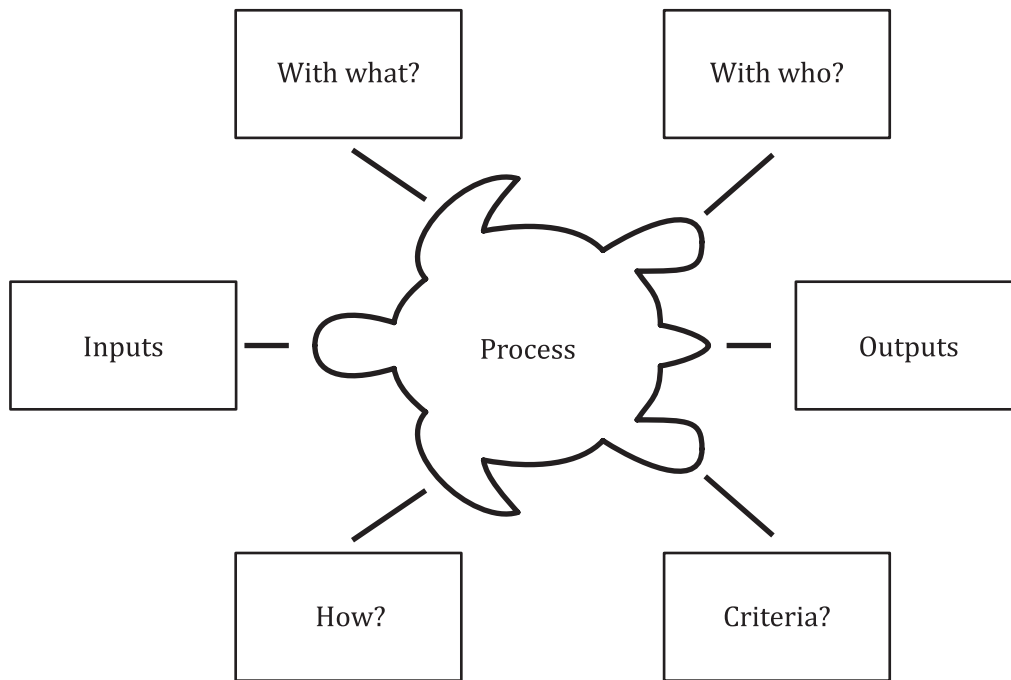 With what?
With who?
Inputs
Process
Outputs
How?
Criteria?